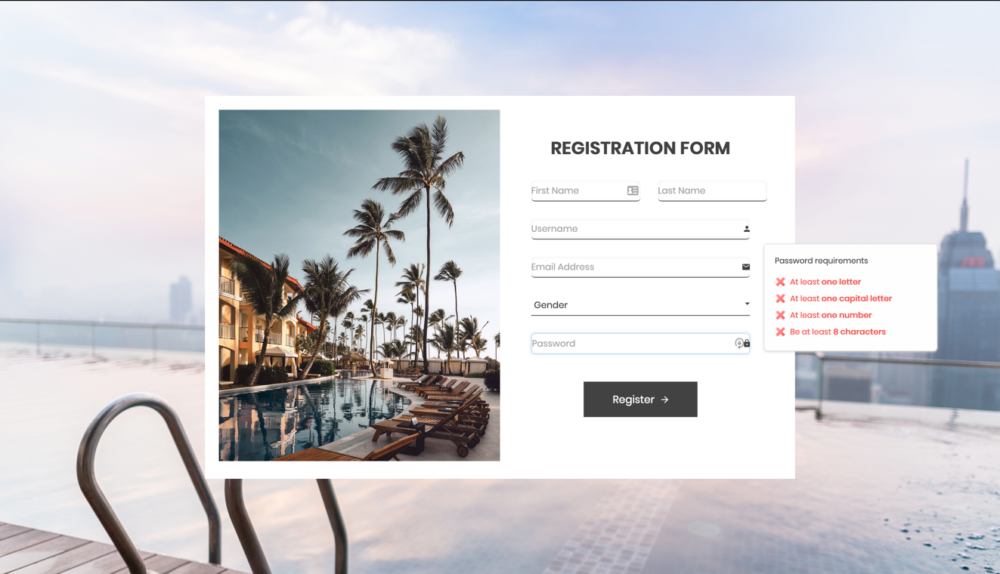 REGISTRATION FORM
First Name
Last Name
Username
Email Address
Gender
Password
Register →
Password requirements
At least one letter
At least one capital letter
At least one number
Be at least 8 characters